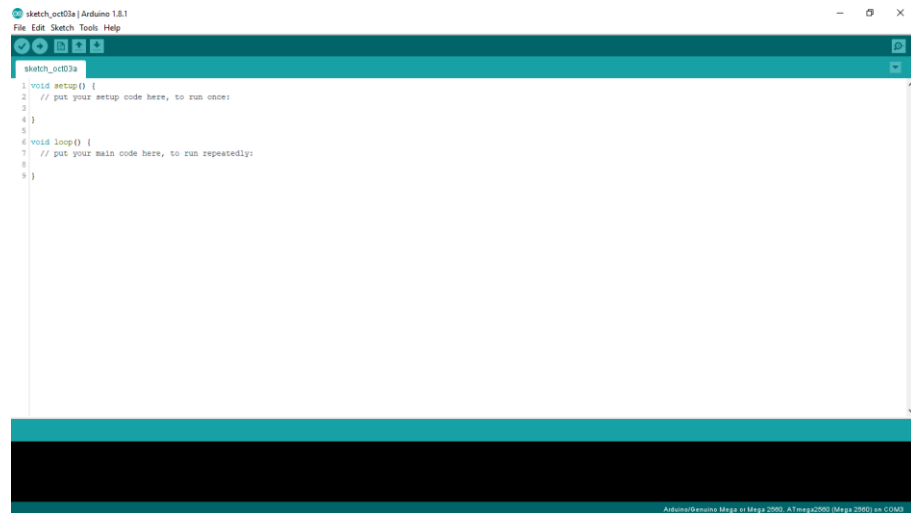 sketch_oct03a | Arduino 1.8.1
File Edit Sketch Tools Help
sketch_oct03a
1 void setup() {
2 // put your setup code here, to run once:
3
4 }
5
6 void loop() {
7 // put your main code here, to run repeatedly:
8
9 }
Arduino/Genuino Mega or Mega 2560, ATmega2560 (Mega 2560) on COM3